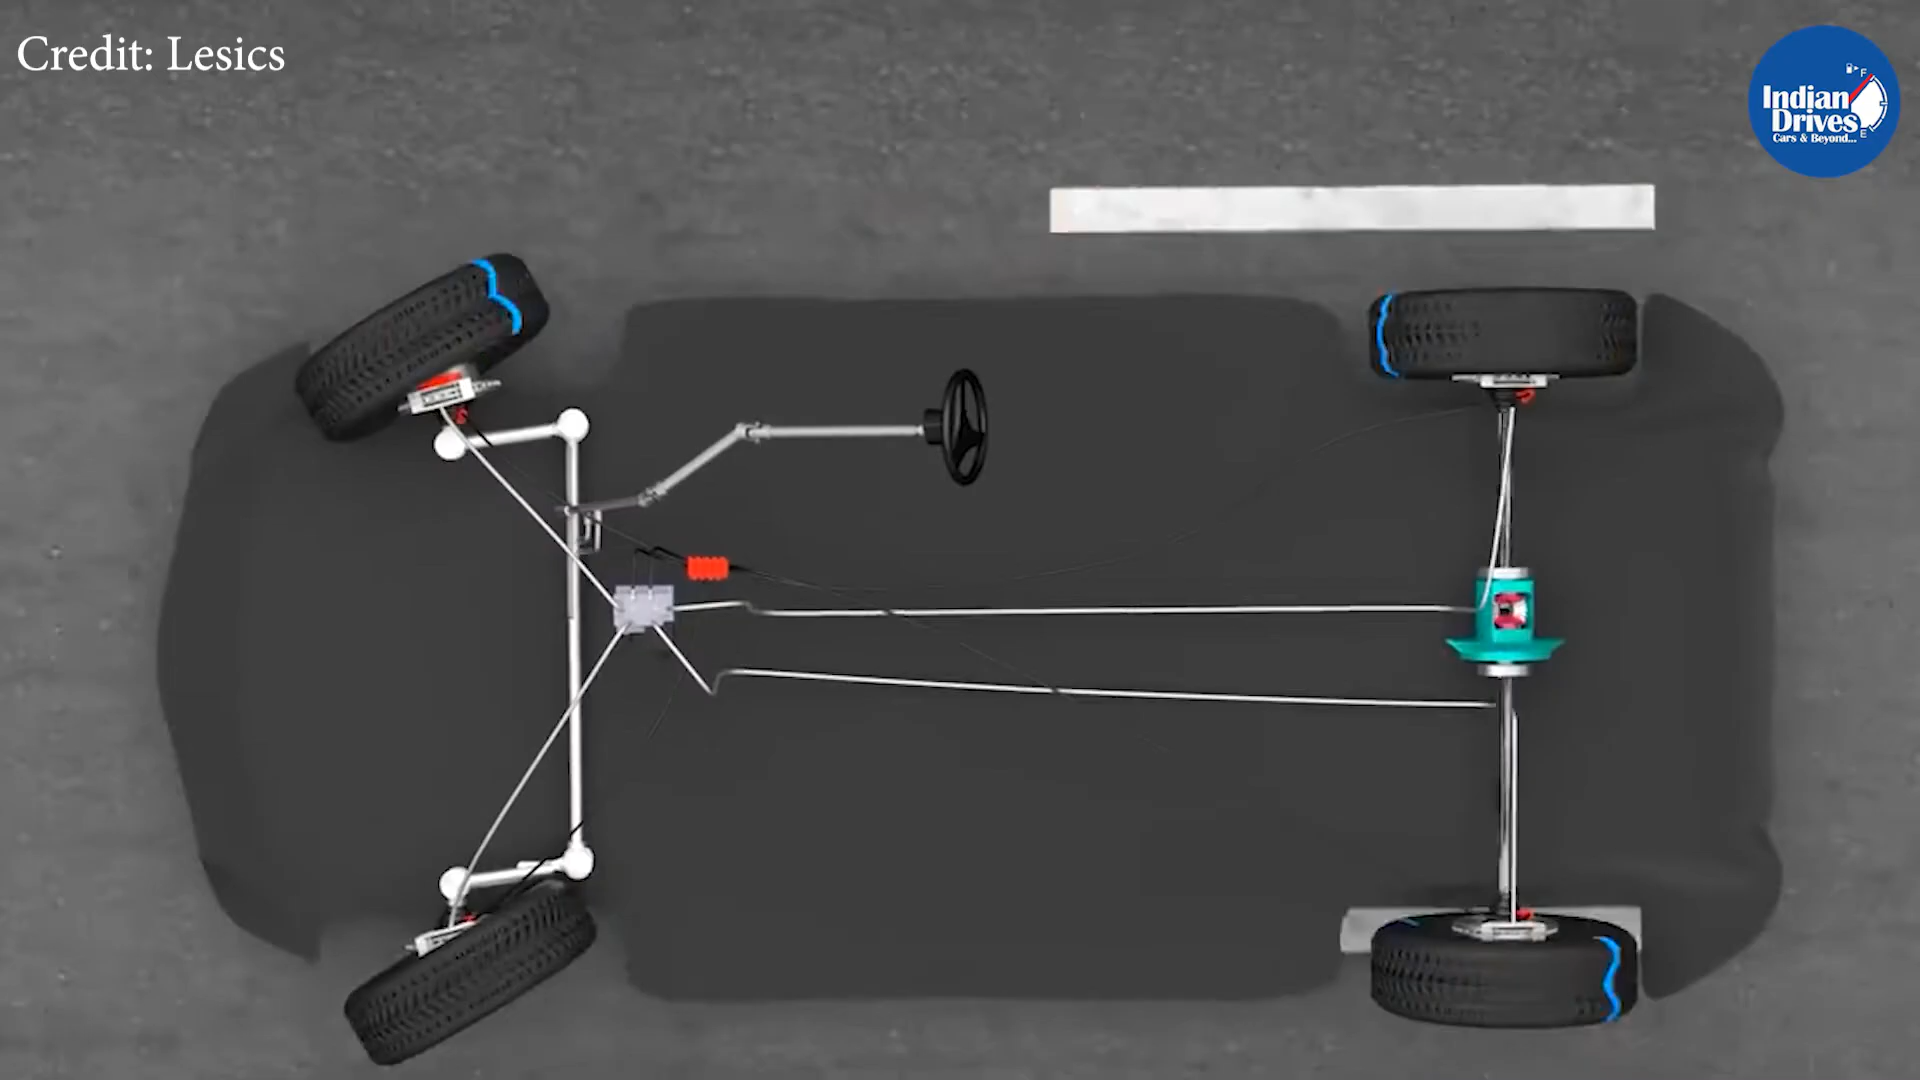 Credit: Lesics
F
Indian
Drives
E
Cars & Beyond...